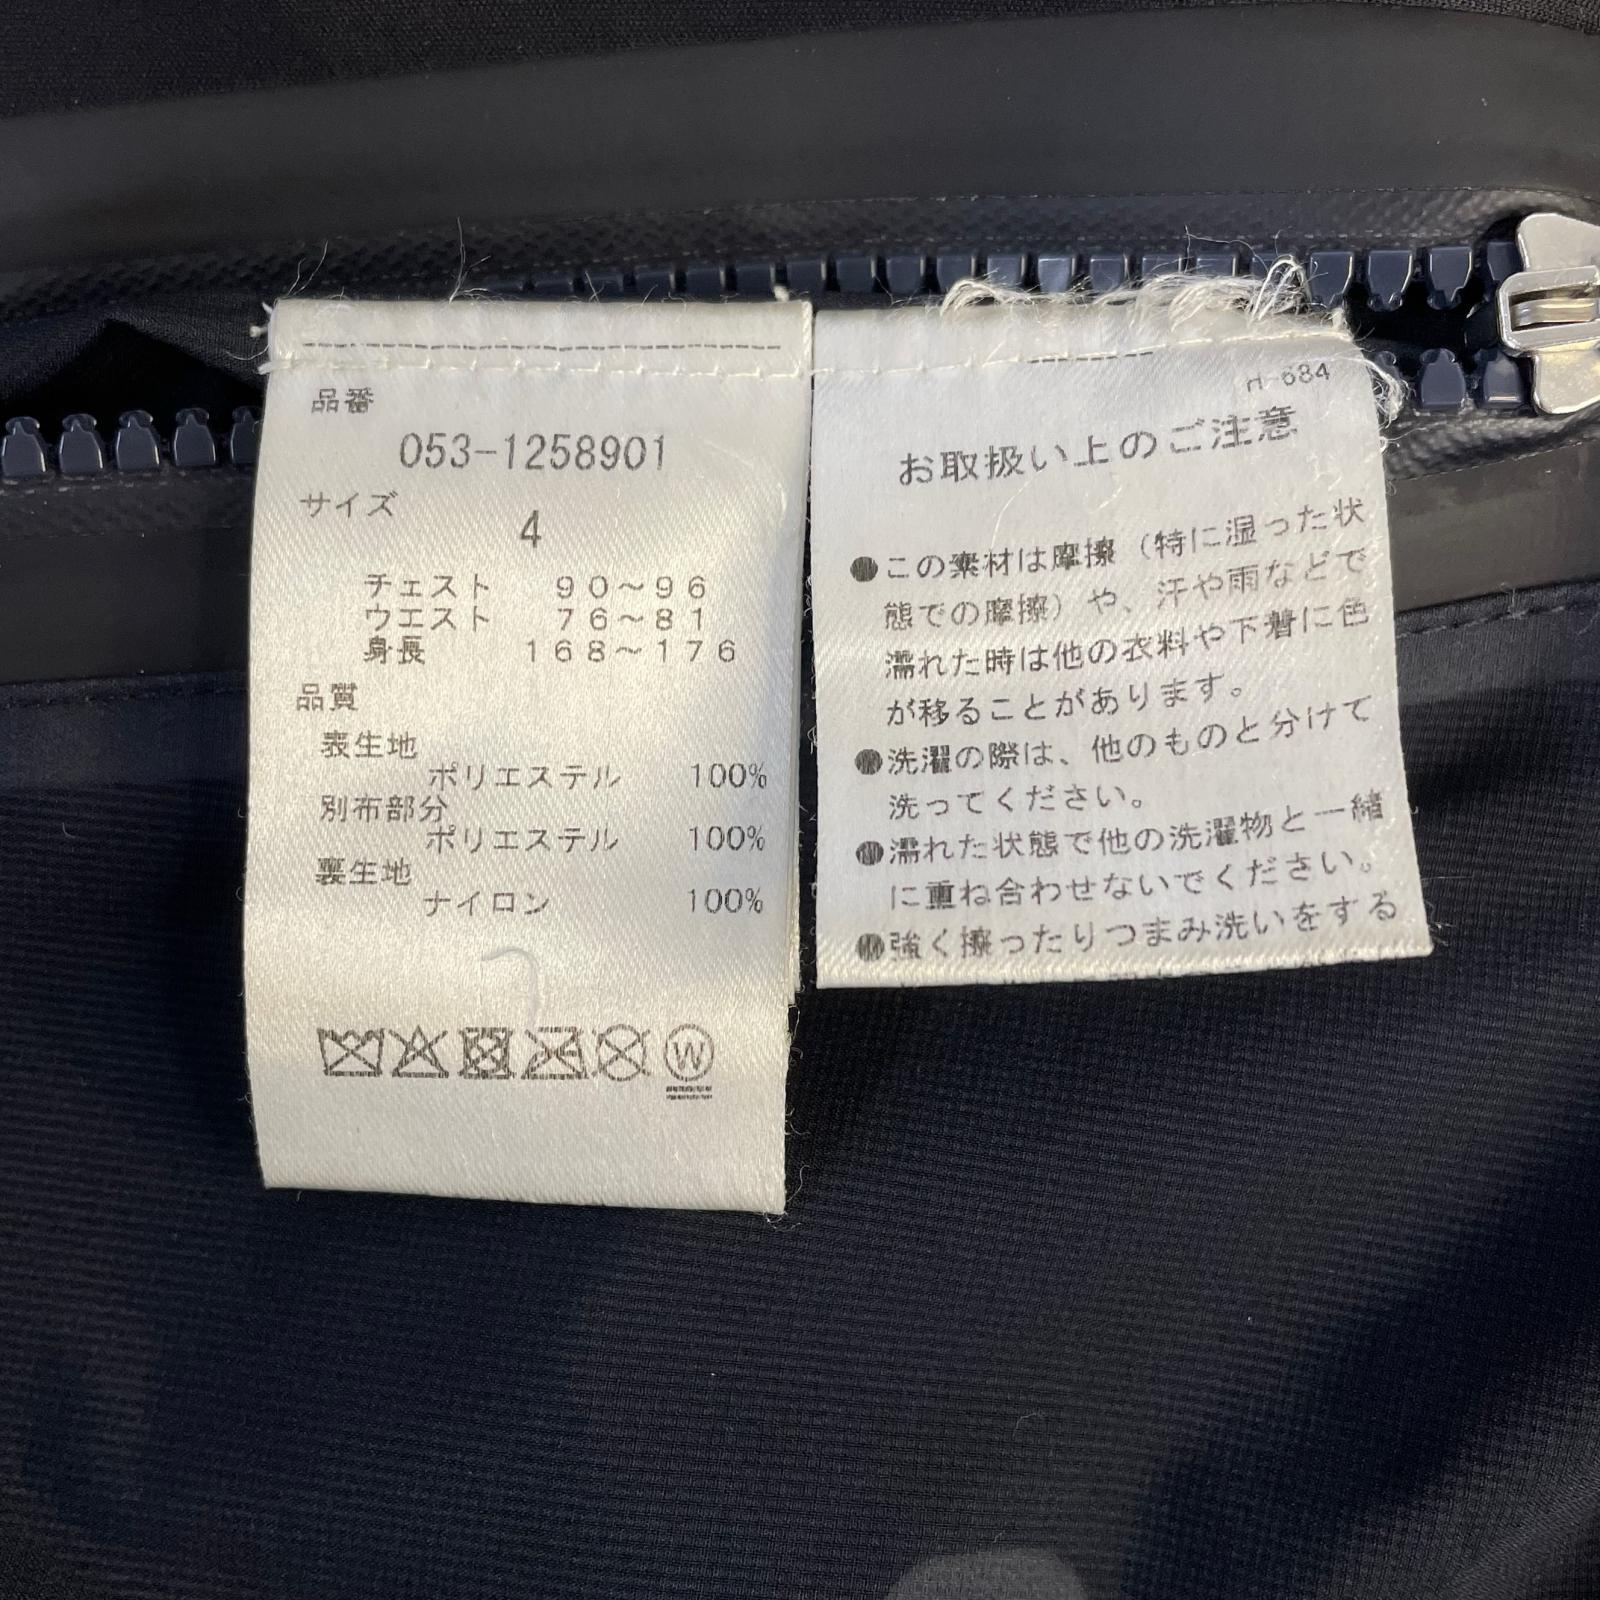 品番
053-1258901
サイズ
4
チェスト 90～96
ウエスト 76～81
身長 168～176
品質
表生地
ポリエステル 100%
別布部分
ポリエステル 100%
裏生地
ナイロン 100%
W
H-684
お取扱い上のご注意
●この素材は摩擦（特に湿った状
態での摩擦）や、汗や雨などで
濡れた時は他の衣料や下着に色
が移ることがあります。
●洗濯の際は、他のものと分けて
洗ってください。
●濡れた状態で他の洗濯物と一緒
に重ね合わせないでください。
●強く擦ったりつまみ洗いをする